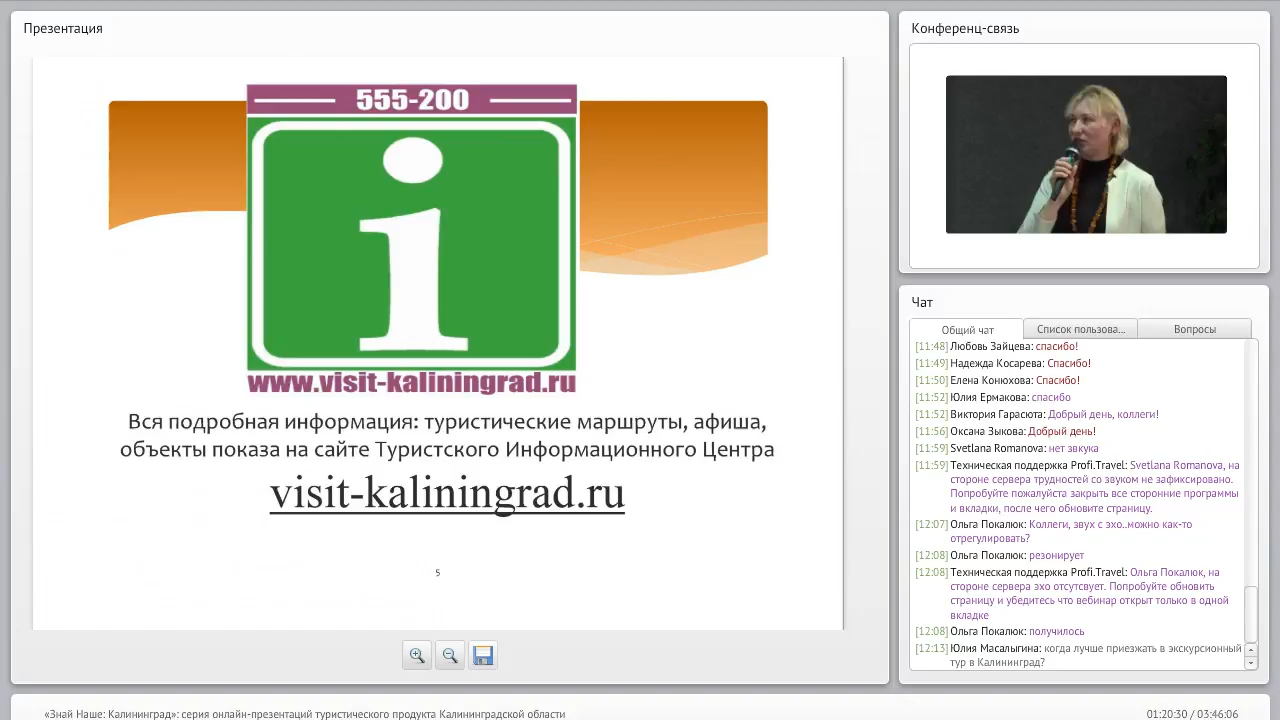 Презентация
555-200
i
www.visit-kaliningrad.ru
Вся подробная информация: туристические маршруты, афиша,
объекты показа на сайте Туристского Информационного Центра
visit-kaliningrad.ru
5
Конференц-связь
Чат
Общий чат
Список пользова...
Вопросы
[11:48] Любовь Зайцева: спасибо!
[11:49] Надежда Косарева: Спасибо!
[11:50] Елена Конюхова: Спасибо!
[11:52] Юлия Ермакова: спасибо
[11:52] Виктория Гарасюта: Добрый день, коллеги!
[11:56] Оксана Зыкова: Добрый день!
[11:59] Svetlana Romanova: нет звкука
[11:59] Техническая поддержка Profi.Travel: Svetlana Romanova, на
стороне сервера трудностей со звуком не зафиксировано.
Попробуйте пожалуйста закрыть все сторонние программы
и вкладки, после чего обновите страницу.
[12:07] Ольга Покалюк: Коллеги, звух с эхо..можно как-то
отрегулировать?
[12:08] Ольга Покалюк: резонирует
[12:08] Техническая поддержка Profi.Travel: Ольга Покалюк, на
стороне сервера эхо отсутсвует. Попробуйте обновить
страницу и убедитесь что вебинар открыт только в одной
вкладке
[12:08] Ольга Покалюк: получилось
[12:13] Юлия Масалыгина: когда лучше приезжать в экскурсионный
тур в Калининград?
«Знай Наше: Калининград»: серия онлайн-презентаций туристического продукта Калининградской области
01:20:30 / 03:46:06